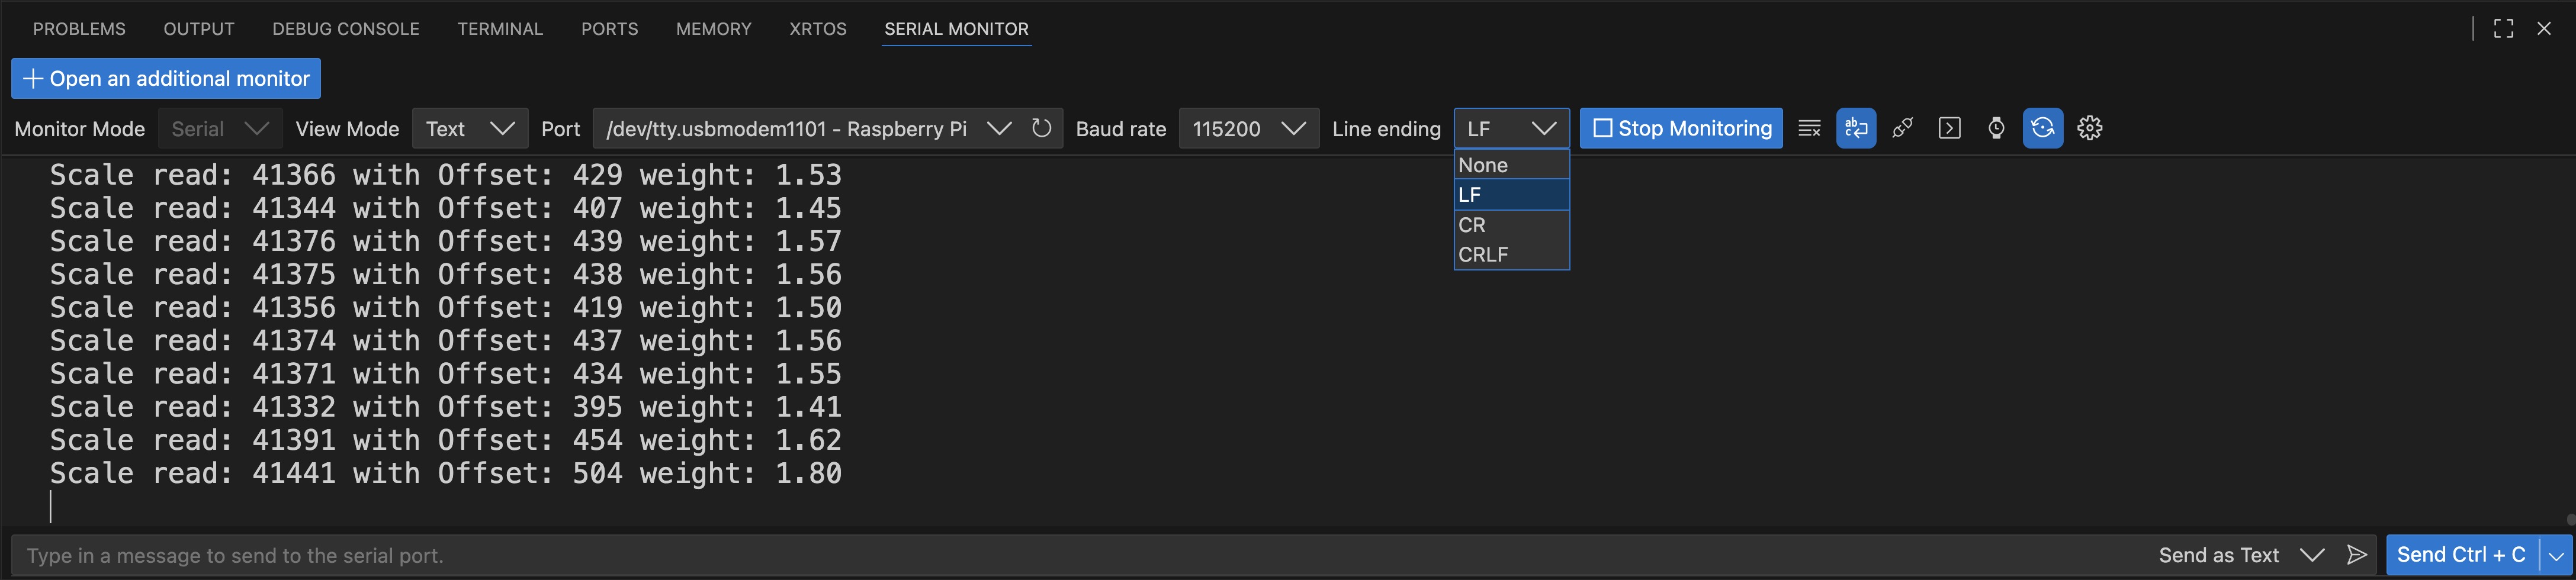 PROBLEMS OUTPUT DEBUG CONSOLE TERMINAL PORTS MEMORY XRTOS SERIAL MONITOR
Open an additional monitor
Monitor Mode Serial View Mode Text Port /dev/tty.usbmodem1101 - Raspberry Pi Baud rate 115200 Line ending LF Stop Monitoring
None
LF
CR
CRLF
Scale read: 41366 with Offset: 429 weight: 1.53
Scale read: 41344 with Offset: 407 weight: 1.45
Scale read: 41376 with Offset: 439 weight: 1.57
Scale read: 41375 with Offset: 438 weight: 1.56
Scale read: 41356 with Offset: 419 weight: 1.50
Scale read: 41374 with Offset: 437 weight: 1.56
Scale read: 41371 with Offset: 434 weight: 1.55
Scale read: 41332 with Offset: 395 weight: 1.41
Scale read: 41391 with Offset: 454 weight: 1.62
Scale read: 41441 with Offset: 504 weight: 1.80
Type in a message to send to the serial port. Send as Text Send Ctrl + C